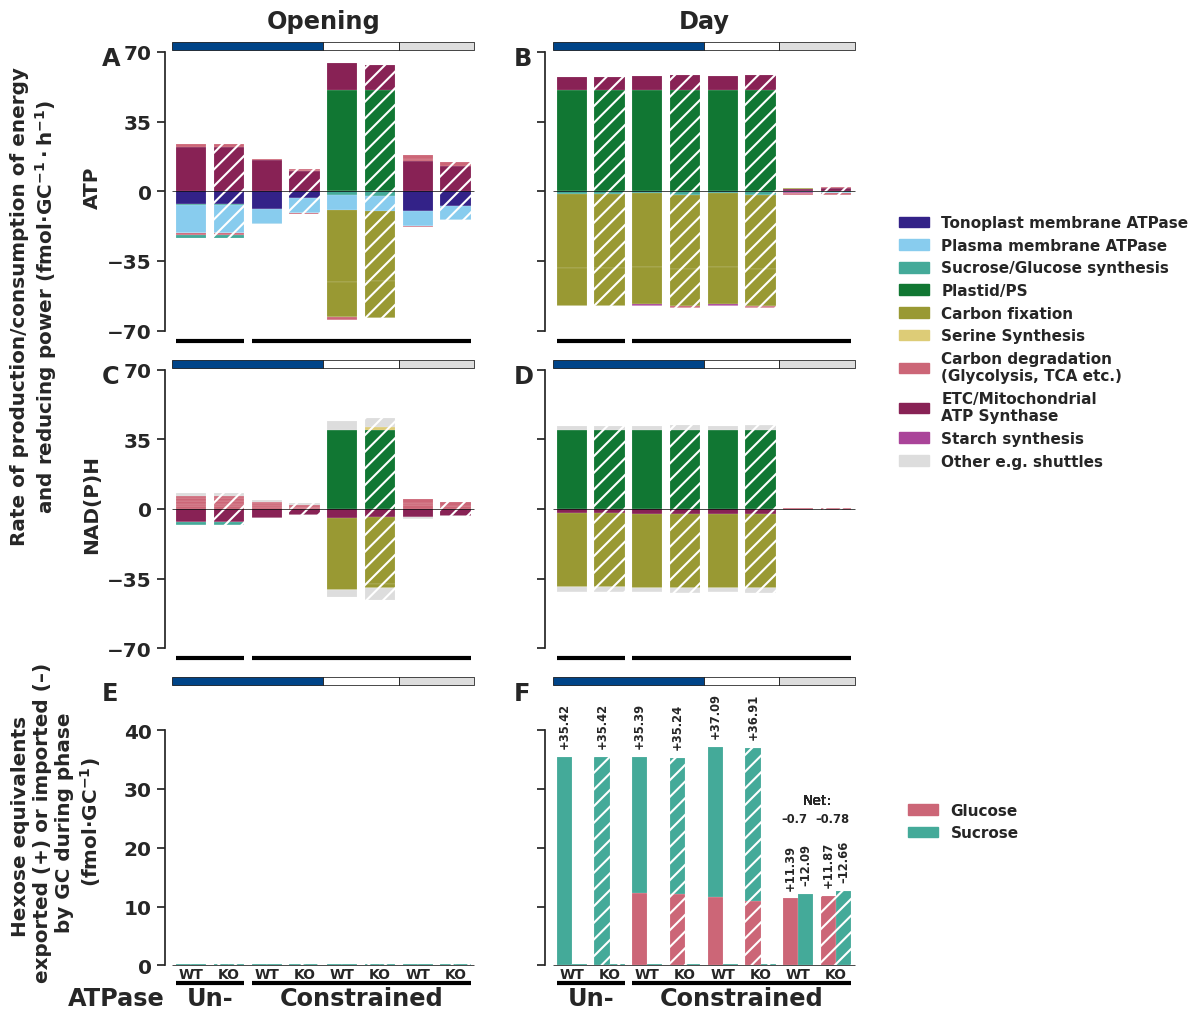 Opening
Day
A
B
70
35
0
−35
−70
ATP
Rate of production/consumption of energy
and reducing power (fmol·GC⁻¹·h⁻¹)
Tonoplast membrane ATPase
Plasma membrane ATPase
Sucrose/Glucose synthesis
Plastid/PS
Carbon fixation
Serine Synthesis
Carbon degradation
(Glycolysis, TCA etc.)
ETC/Mitochondrial
ATP Synthase
Starch synthesis
Other e.g. shuttles
C
D
70
35
0
−35
−70
NAD(P)H
E
F
Hexose equivalents
exported (+) or imported (–)
by GC during phase
(fmol·GC⁻¹)
40
30
20
10
0
+35.42
+35.42
+35.39
+35.24
+37.09
+36.91
Net:
–0.7
–0.78
+11.39
–12.09
+11.87
–12.66
Glucose
Sucrose
WT KO WT KO WT KO WT KO
WT KO WT KO WT KO WT KO
ATPase Un- Constrained
Un- Constrained